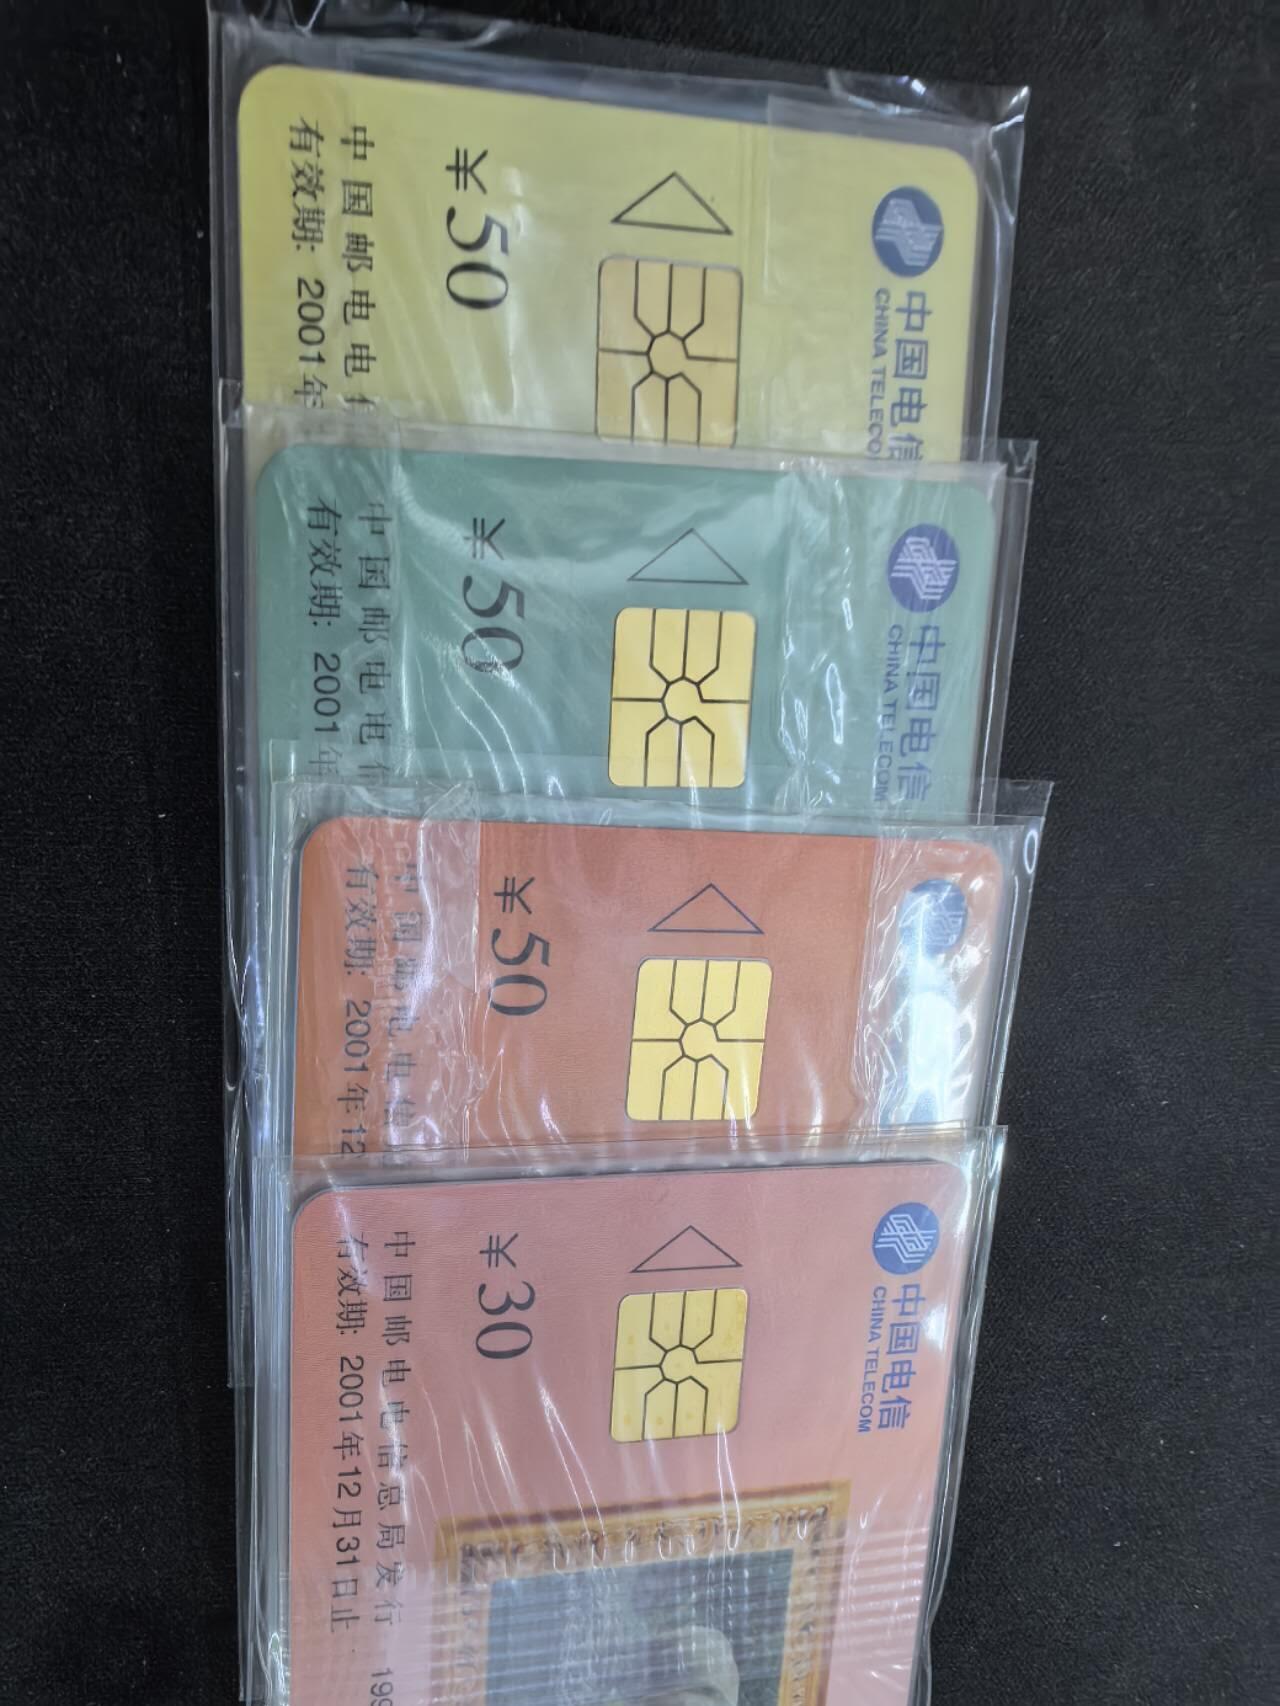 中国电信
CHINA TELECO
¥50
中国邮电电信
有效期: 2001年
中国电信
CHINA TELECOM
¥50
中国邮电电信
有效期: 2001年
¥50
中国邮电电信
有效期: 2001年12
中国电信
CHINA TELECOM
¥30
中国邮电电信总局发行 199
有效期: 2001年12月31日止